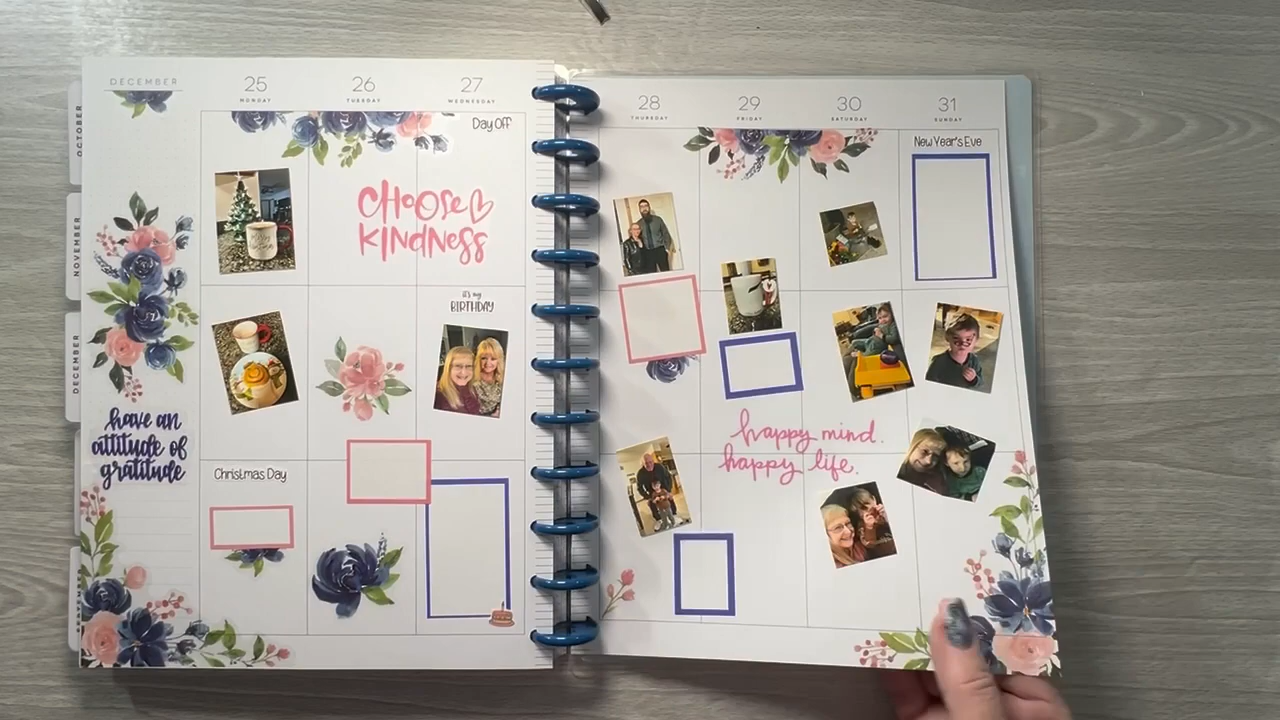 DECEMBER
25
MONDAY
26
TUESDAY
27
WEDNESDAY
28
THURSDAY
29
FRIDAY
30
SATURDAY
31
SUNDAY
OCTOBER
NOVEMBER
DECEMBER
Day Off
New Year's Eve
CHOOSE
KINDNESS
it's my
BIRTHDAY
have an
attitude of
gratitude
Christmas Day
happy mind.
happy life.